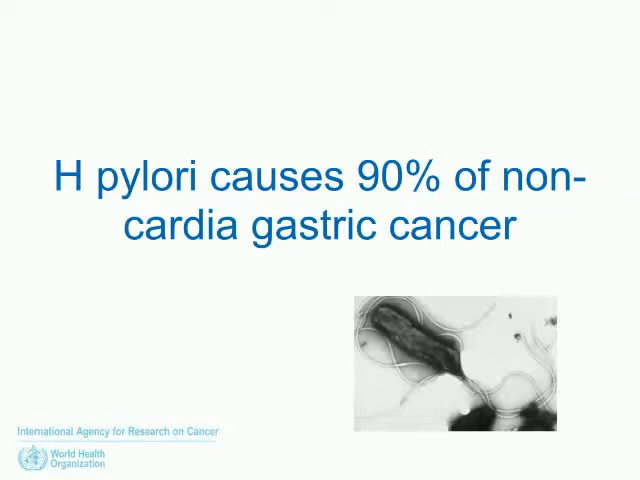 H pylori causes 90% of non-
cardia gastric cancer
International Agency for Research on Cancer
World Health
Organization